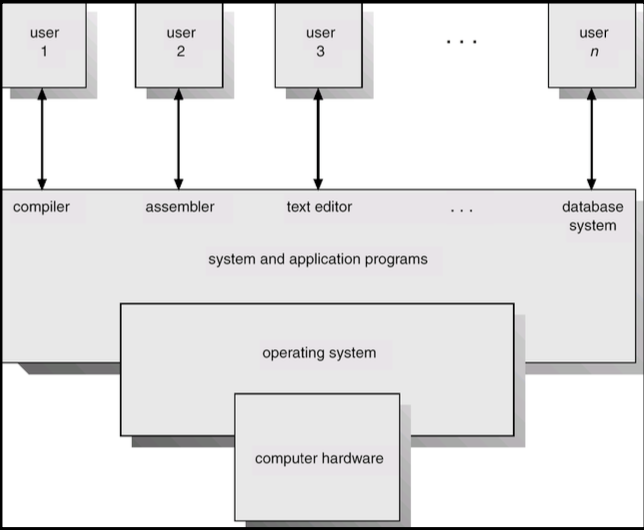 user
1
user
2
user
3
. . .
user
n
compiler
assembler
text editor
. . .
database
system
system and application programs
operating system
computer hardware